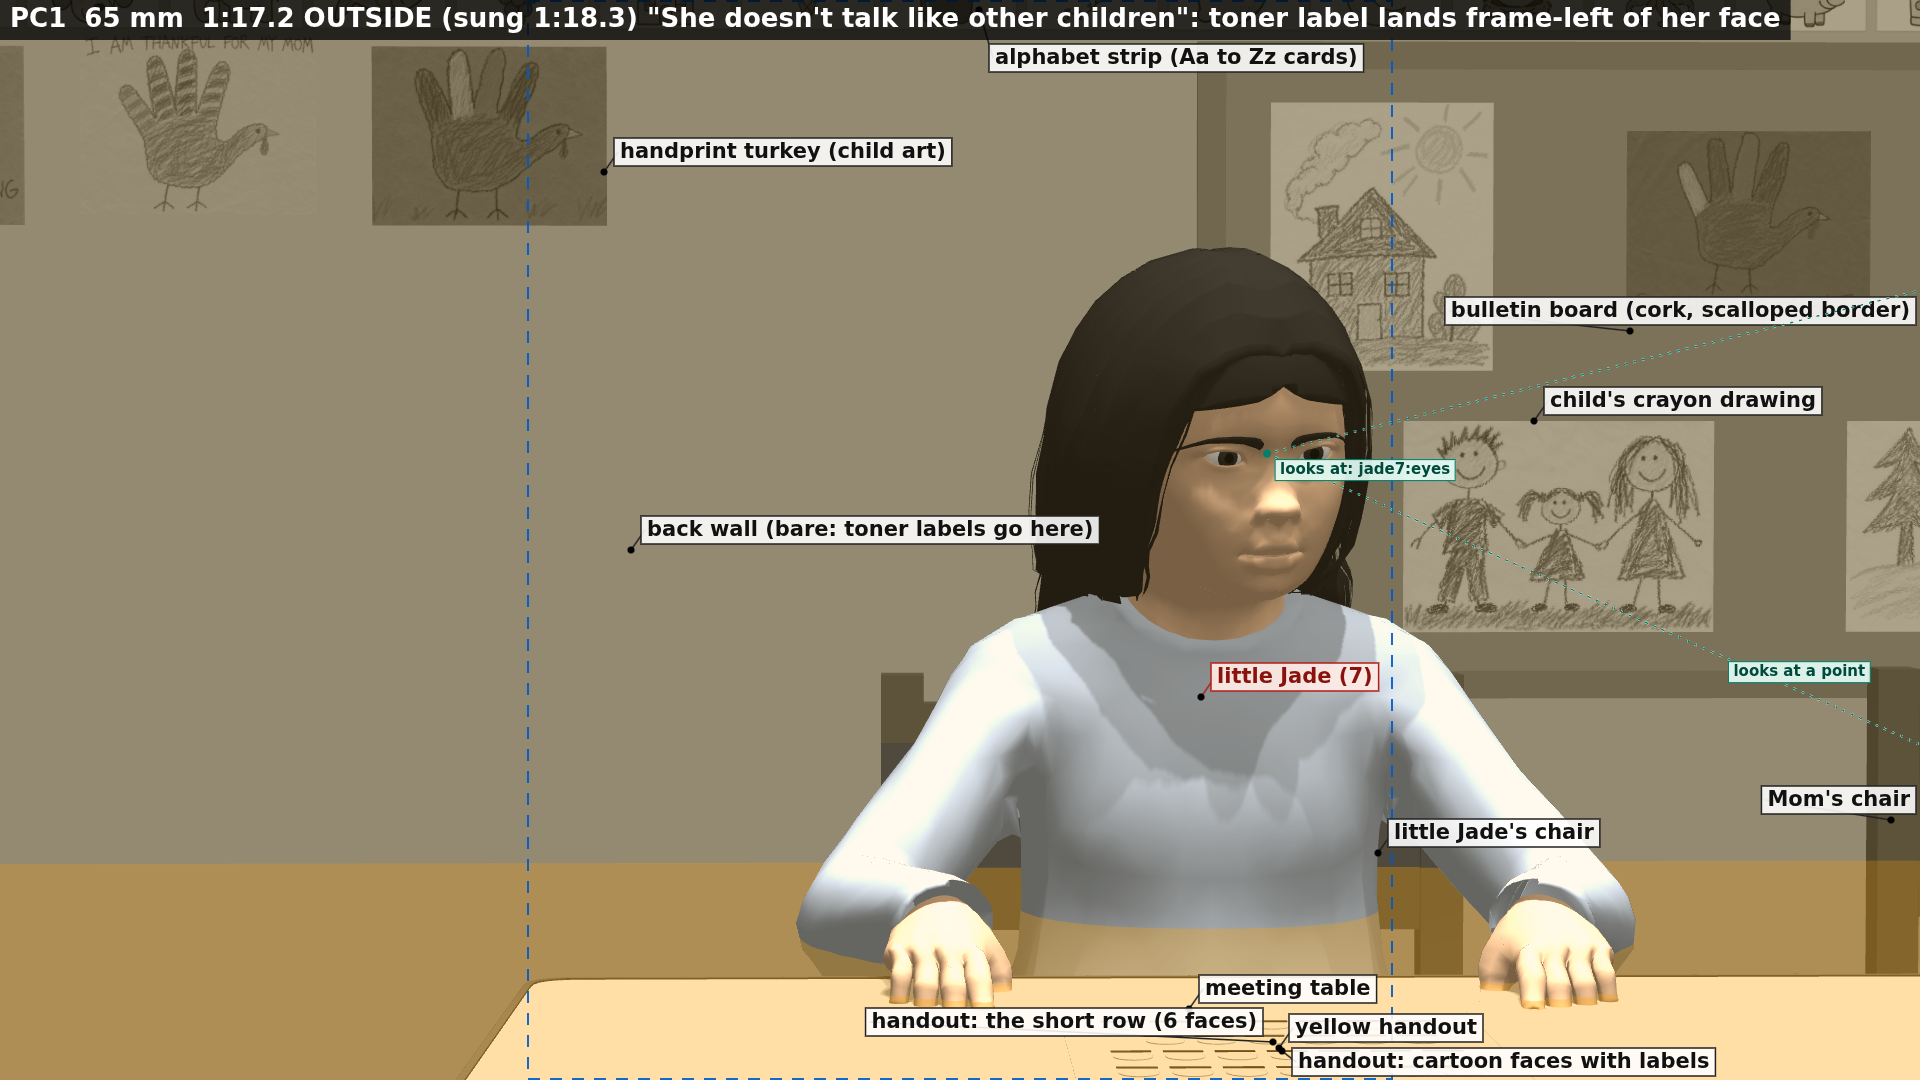 PC1 65 mm 1:17.2 OUTSIDE (sung 1:18.3) "She doesn't talk like other children": toner label lands frame-left of her face
I AM THANKFUL FOR MY MOM
alphabet strip (Aa to Zz cards)
handprint turkey (child art)
NG
bulletin board (cork, scalloped border)
child's crayon drawing
looks at: jade7:eyes
back wall (bare: toner labels go here)
looks at a point
little Jade (7)
Mom's chair
little Jade's chair
meeting table
handout: the short row (6 faces)
yellow handout
handout: cartoon faces with labels